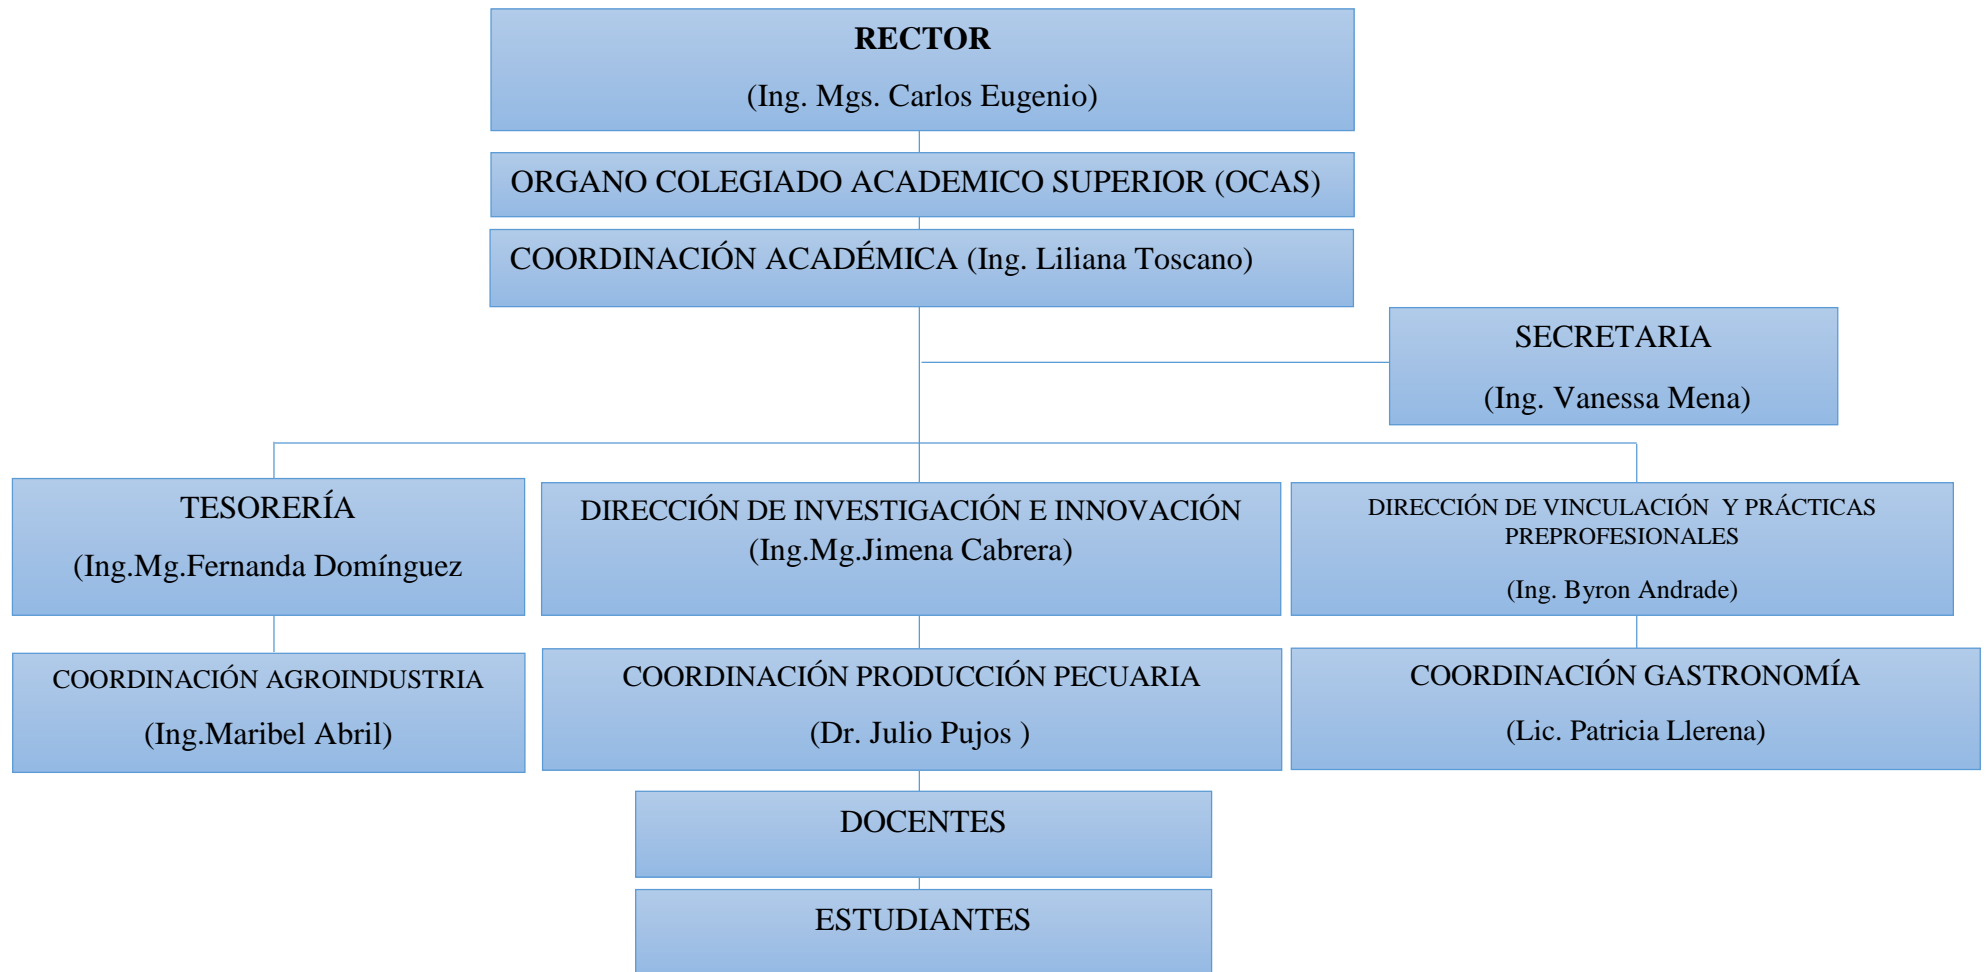 RECTOR
(Ing. Mgs. Carlos Eugenio)
ORGANO COLEGIADO ACADEMICO SUPERIOR (OCAS)
COORDINACIÓN ACADÉMICA (Ing. Liliana Toscano)
SECRETARIA
(Ing. Vanessa Mena)
TESORERÍA
(Ing.Mg.Fernanda Domínguez
DIRECCIÓN DE INVESTIGACIÓN E INNOVACIÓN
(Ing.Mg.Jimena Cabrera)
DIRECCIÓN DE VINCULACIÓN  Y PRÁCTICAS
PREPROFESIONALES
(Ing. Byron Andrade)
COORDINACIÓN AGROINDUSTRIA
(Ing.Maribel Abril)
COORDINACIÓN PRODUCCIÓN PECUARIA
(Dr. Julio Pujos )
COORDINACIÓN GASTRONOMÍA
(Lic. Patricia Llerena)
DOCENTES
ESTUDIANTES